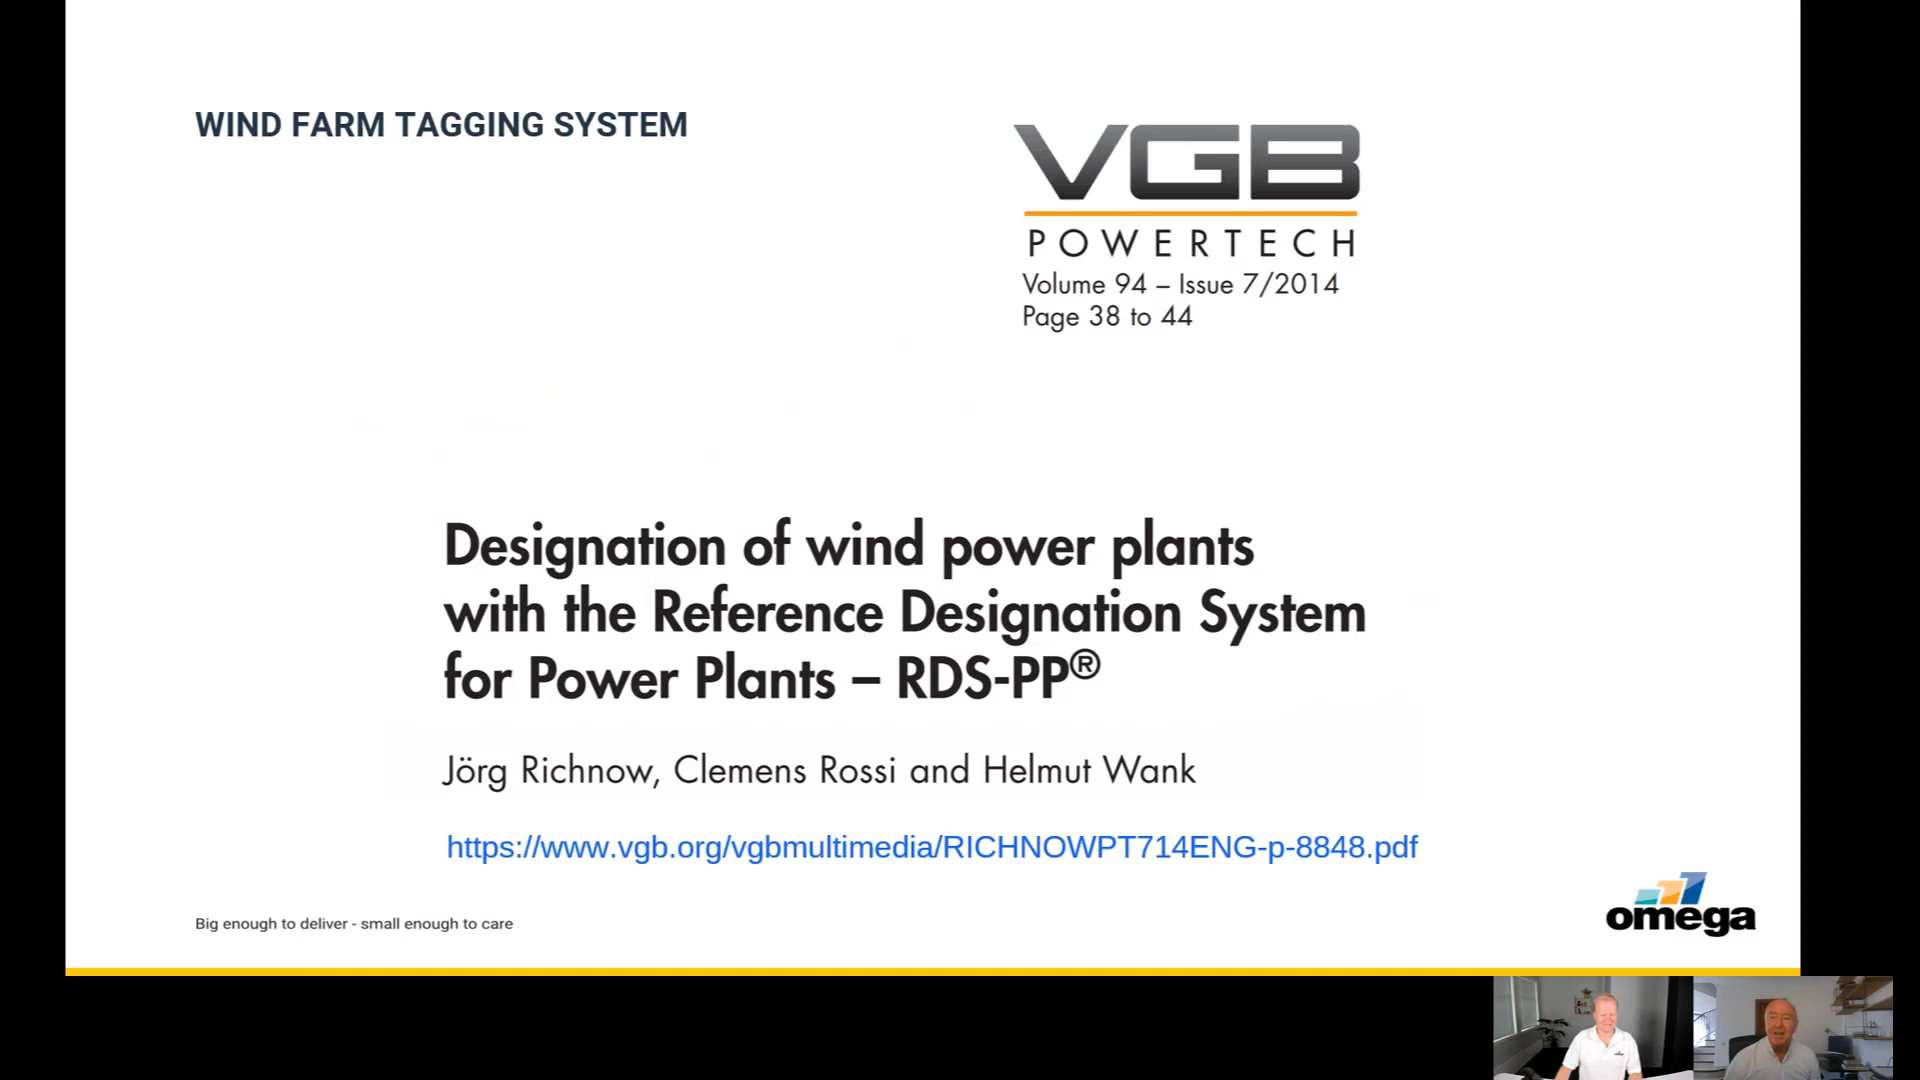 WIND FARM TAGGING SYSTEM
VGB
POWERTECH
Volume 94 – Issue 7/2014
Page 38 to 44
Designation of wind power plants
with the Reference Designation System
for Power Plants – RDS-PP®
Jörg Richnow, Clemens Rossi and Helmut Wank
https://www.vgb.org/vgbmultimedia/RICHNOWPT714ENG-p-8848.pdf
Big enough to deliver - small enough to care
omega